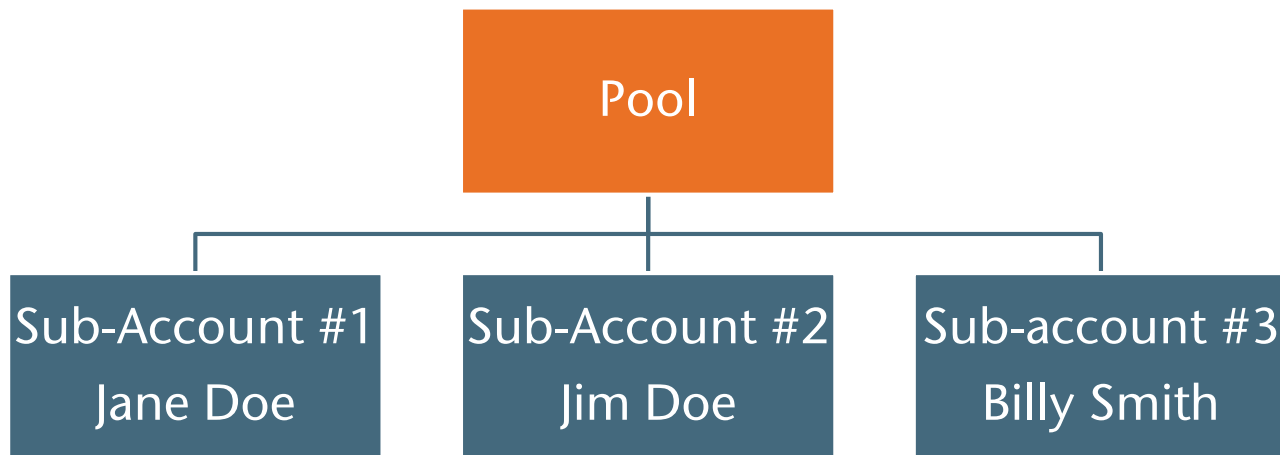 Pool
Sub-Account #1
Jane Doe
Sub-Account #2
Jim Doe
Sub-account #3
Billy Smith